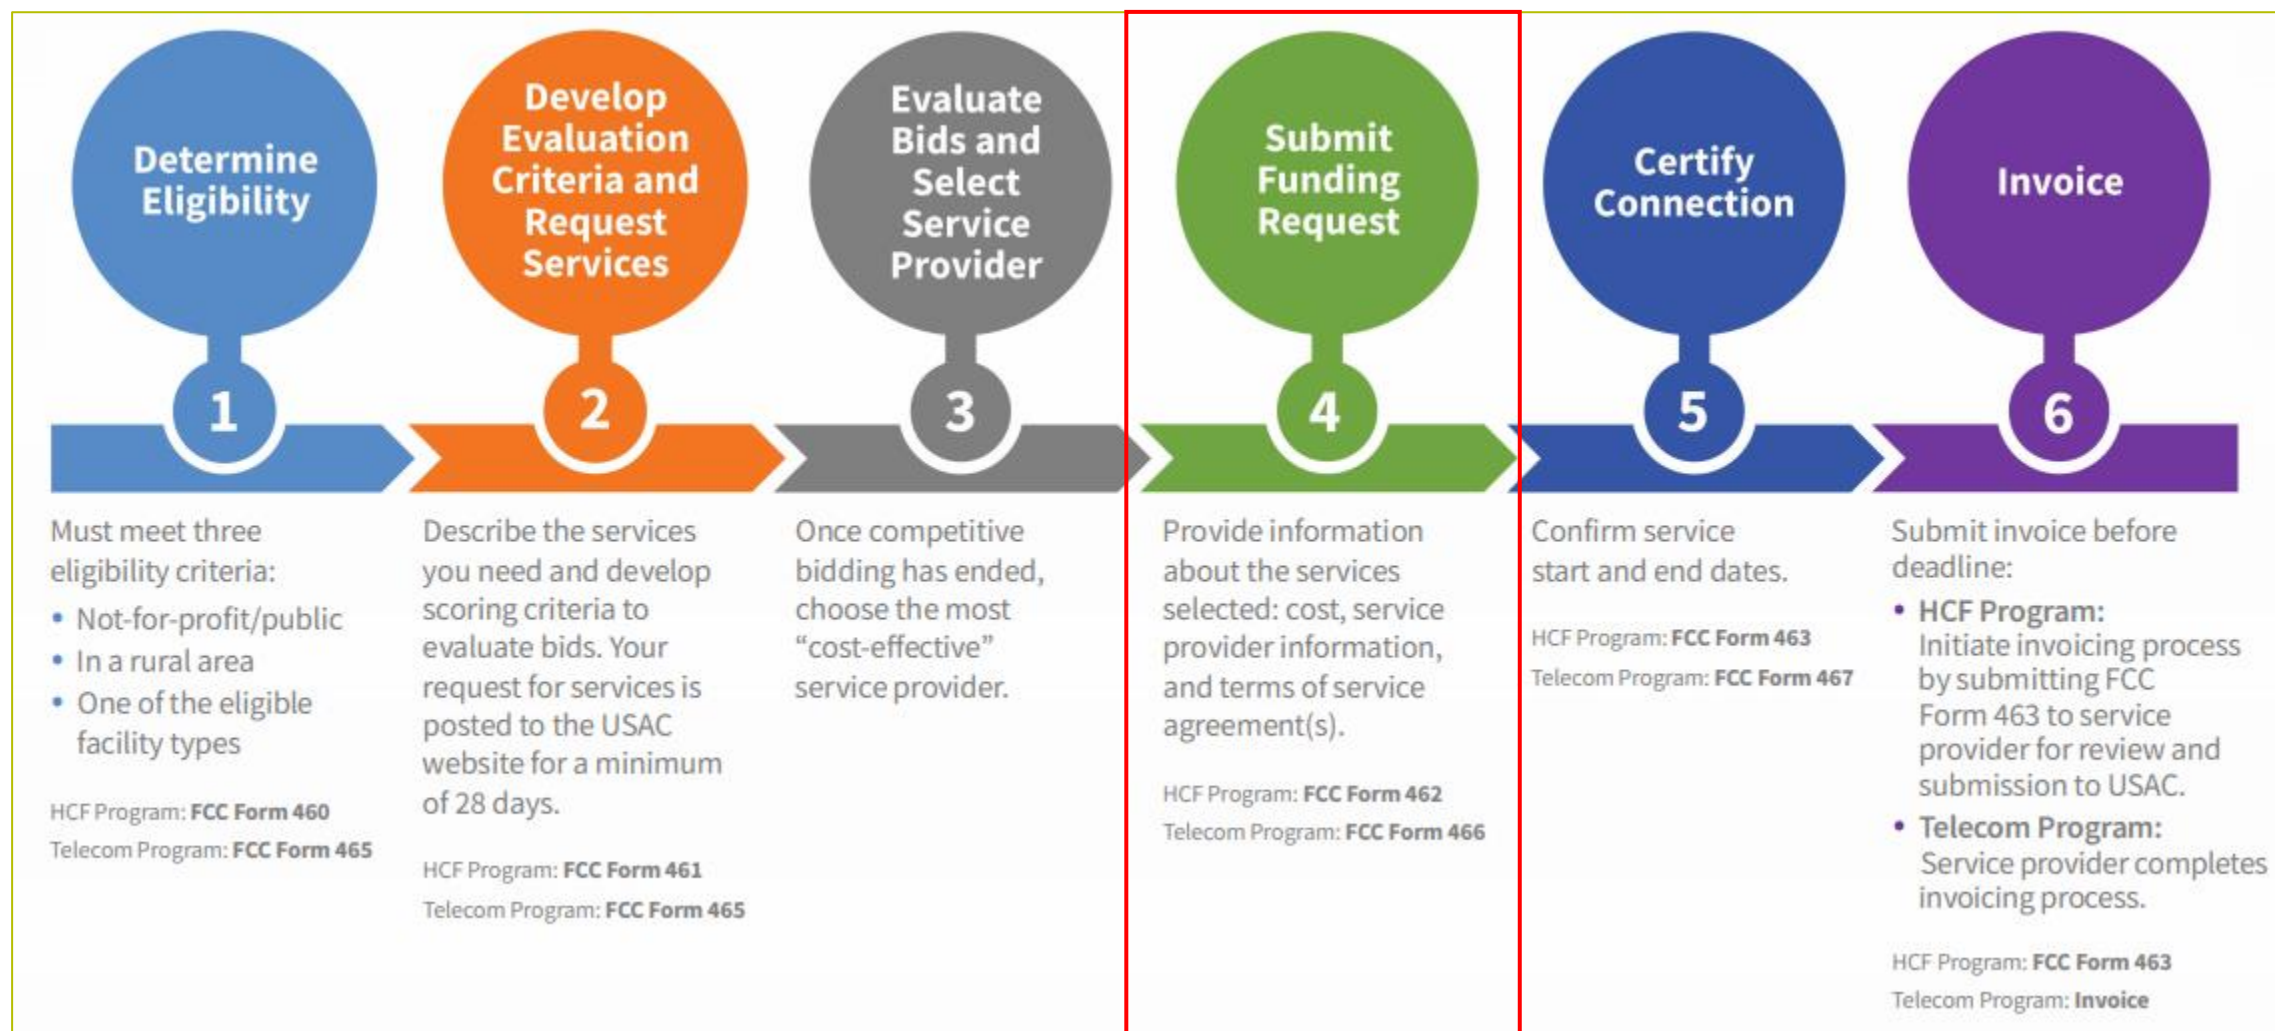 Determine
Eligibility
1
Must meet three
eligibility criteria:
• Not-for-profit/public
• In a rural area
• One of the eligible
facility types
HCF Program: FCC Form 460
Telecom Program: FCC Form 465
Develop
Evaluation
Criteria and
Request
Services
2
Describe the services
you need and develop
scoring criteria to
evaluate bids. Your
request for services is
posted to the USAC
website for a minimum
of 28 days.
HCF Program: FCC Form 461
Telecom Program: FCC Form 465
Evaluate
Bids and
Select
Service
Provider
3
Once competitive
bidding has ended,
choose the most
“cost-effective”
service provider.
Submit
Funding
Request
4
Provide information
about the services
selected: cost, service
provider information,
and terms of service
agreement(s).
HCF Program: FCC Form 462
Telecom Program: FCC Form 466
Certify
Connection
5
Confirm service
start and end dates.
HCF Program: FCC Form 463
Telecom Program: FCC Form 467
Invoice
6
Submit invoice before
deadline:
• HCF Program:
Initiate invoicing process
by submitting FCC
Form 463 to service
provider for review and
submission to USAC.
• Telecom Program:
Service provider completes
invoicing process.
HCF Program: FCC Form 463
Telecom Program: Invoice